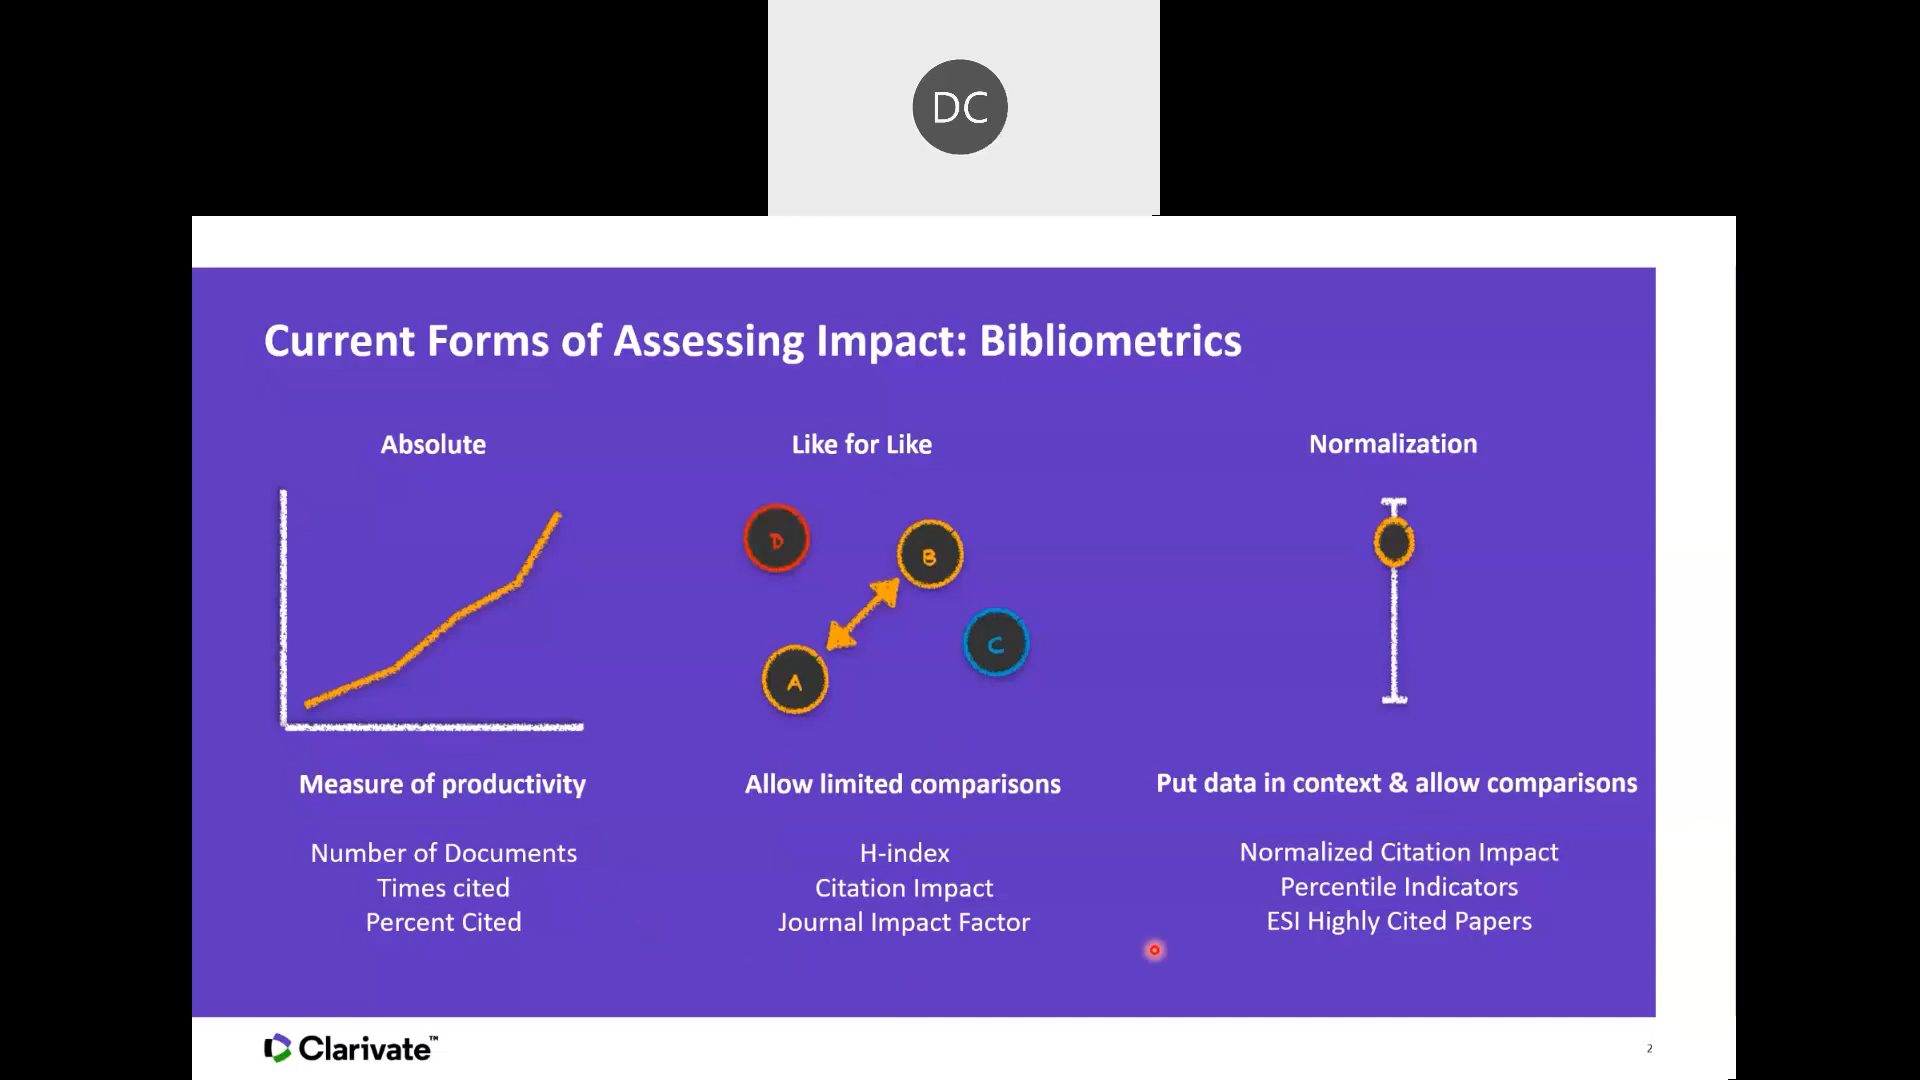 DC
Current Forms of Assessing Impact: Bibliometrics
Absolute
Like for Like
Normalization
D
B
C
A
Measure of productivity
Allow limited comparisons
Put data in context & allow comparisons
Number of Documents
Times cited
Percent Cited
H-index
Citation Impact
Journal Impact Factor
Normalized Citation Impact
Percentile Indicators
ESI Highly Cited Papers
Clarivate™
2